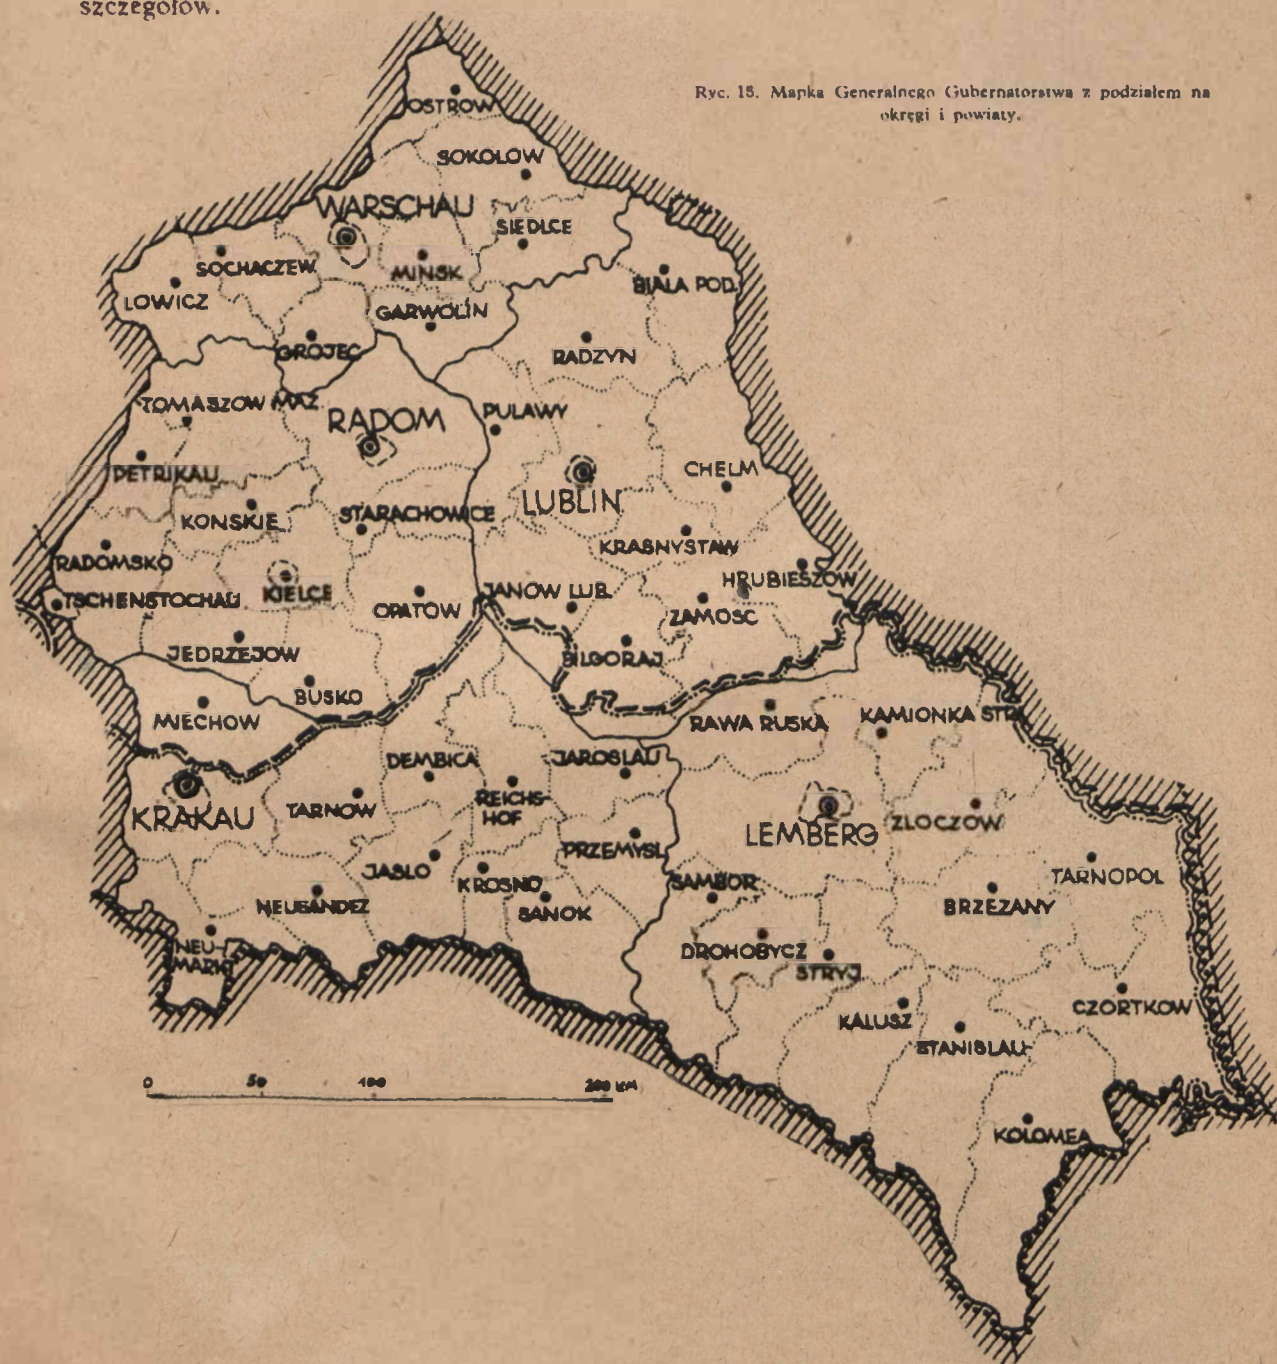 szczegółów.
Ryc. 15. Mapka Generalnego Gubernatorstwa z podziałem na
okręgi i powiaty.
OSTROW
SOKOLOW
WARSCHAU
SIEDLCE
SOCHACZEW
MINSK
BIALA POD.
LOWICZ
GARWOLIN
GROJEC
RADZYN
TOMASZOW MAZ.
RADOM
PULAWY
PETRIKAU
CHELM
LUBLIN
KONSKIE
STARACHOWICE
KRASNYSTAW
RADOMSKO
HRUBIESZOW
TSCHENSTOCHAU
KIELCE
OPATOW
JANOW LUB.
ZAMOSC
JEDRZEJOW
BILGORAJ
BUSKO
MIECHOW
RAWA RUSKA
KAMIONKA STR.
DEMBICA
JAROSLAU
KRAKAU
TARNOW
REICHS-
HOF
LEMBERG
ZLOCZOW
PRZEMYSL
JASLO
KROSNO
SAMBOR
TARNOPOL
NEUSANDEZ
SANOK
BRZEZANY
NEU-
MARKT
DROHOBYCZ
STRYJ
KALUSZ
CZORTKOW
STANISLAU
0 50 100 200 KM
KOLOMEA